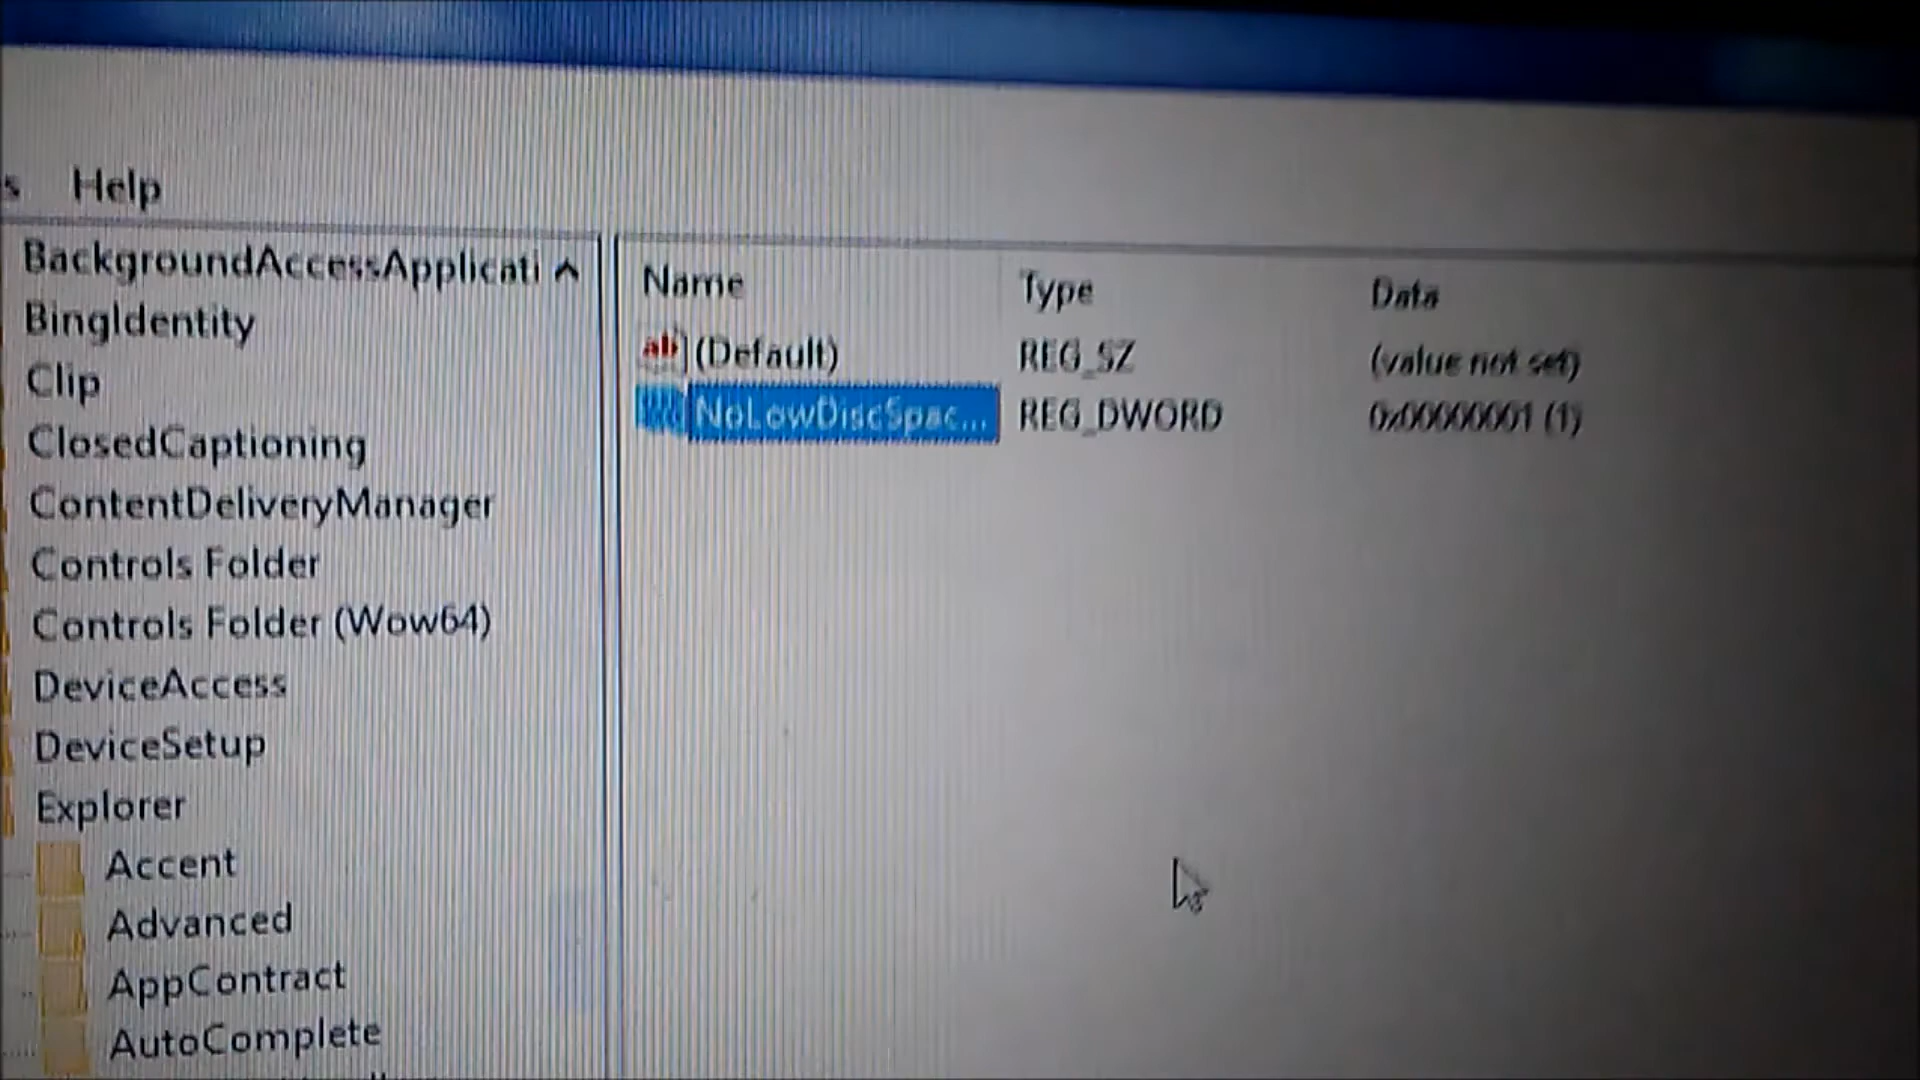 s Help
BackgroundAccessApplicati
BingIdentity
Clip
ClosedCaptioning
ContentDeliveryManager
Controls Folder
Controls Folder (Wow64)
DeviceAccess
DeviceSetup
Explorer
Accent
Advanced
AppContract
AutoComplete
Name Type Data
ab (Default) REG_SZ (value not set)
NoLowDiscSpac... REG_DWORD 0x00000001 (1)